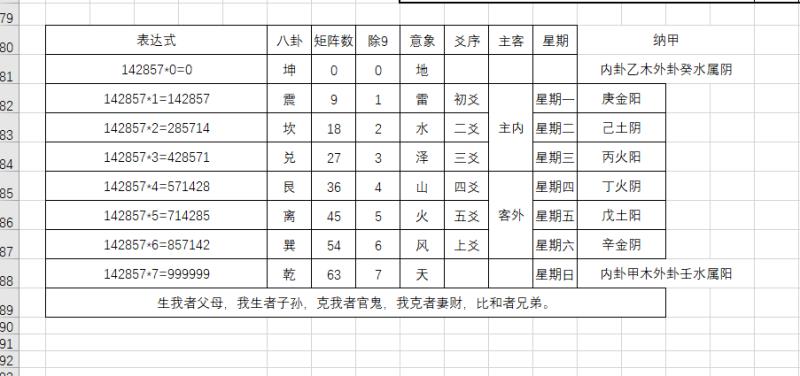 79
80 表达式 八卦 矩阵数 除9 意象 爻序 主客 星期 纳甲
81 142857*0=0 坤 0 0 地 内卦乙木外卦癸水属阴
82 142857*1=142857 震 9 1 雷 初爻 星期一 庚金阳
83 142857*2=285714 坎 18 2 水 二爻 主内 星期二 己土阴
84 142857*3=428571 兑 27 3 泽 三爻 星期三 丙火阳
85 142857*4=571428 艮 36 4 山 四爻 星期四 丁火阴
86 142857*5=714285 离 45 5 火 五爻 客外 星期五 戊土阳
87 142857*6=857142 巽 54 6 风 上爻 星期六 辛金阴
88 142857*7=999999 乾 63 7 天 星期日 内卦甲木外卦壬水属阳
89 生我者父母，我生者子孙，克我者官鬼，我克者妻财，比和者兄弟。
90
91
92